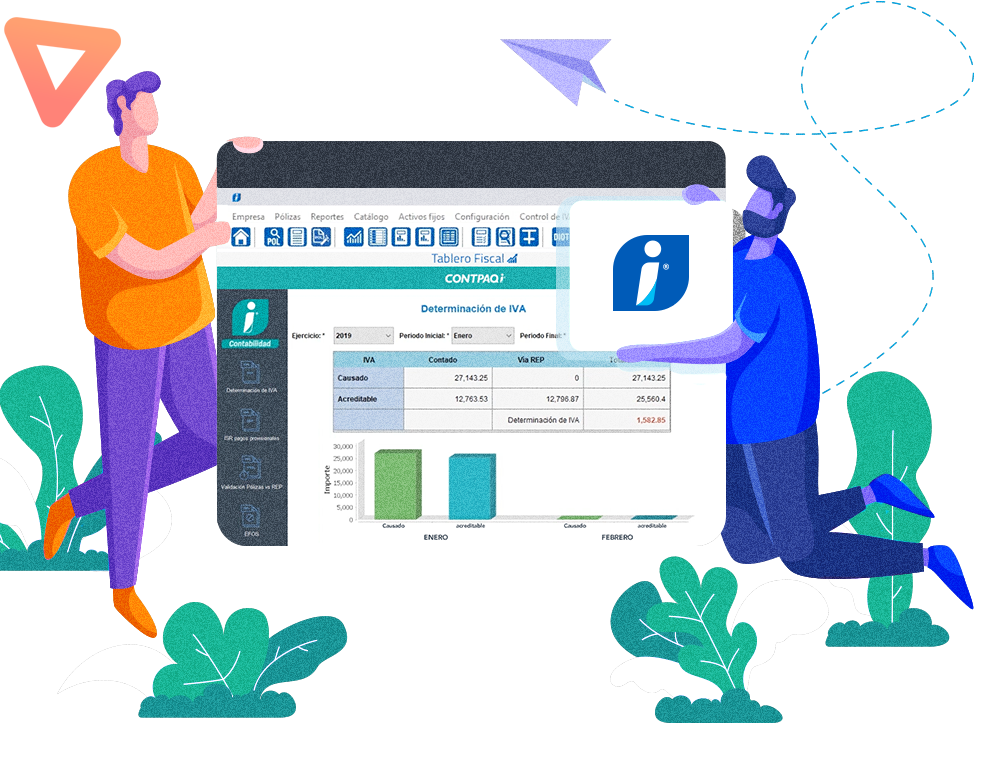 Empresa Pólizas Reportes Catálogo Activos fijos Configuración Control de IVA
POL
Tablero Fiscal
CONTPAQi
Determinación de IVA
Contabilidad
Ejercicio: * 2019 Periodo Inicial: * Enero Periodo Final: *
IVA Contado Vía REP
Causado 27,143.25 0 27,143.25
Acreditable 12,763.53 12,796.87 25,560.4
Determinación de IVA 1,582.85
Determinación de IVA
ISR pagos provisionales
Validación Pólizas vs REP
EFOS
Importe
30,000
25,000
20,000
15,000
10,000
5,000
0
Causado acreditable Causado acreditable
ENERO FEBRERO
i®